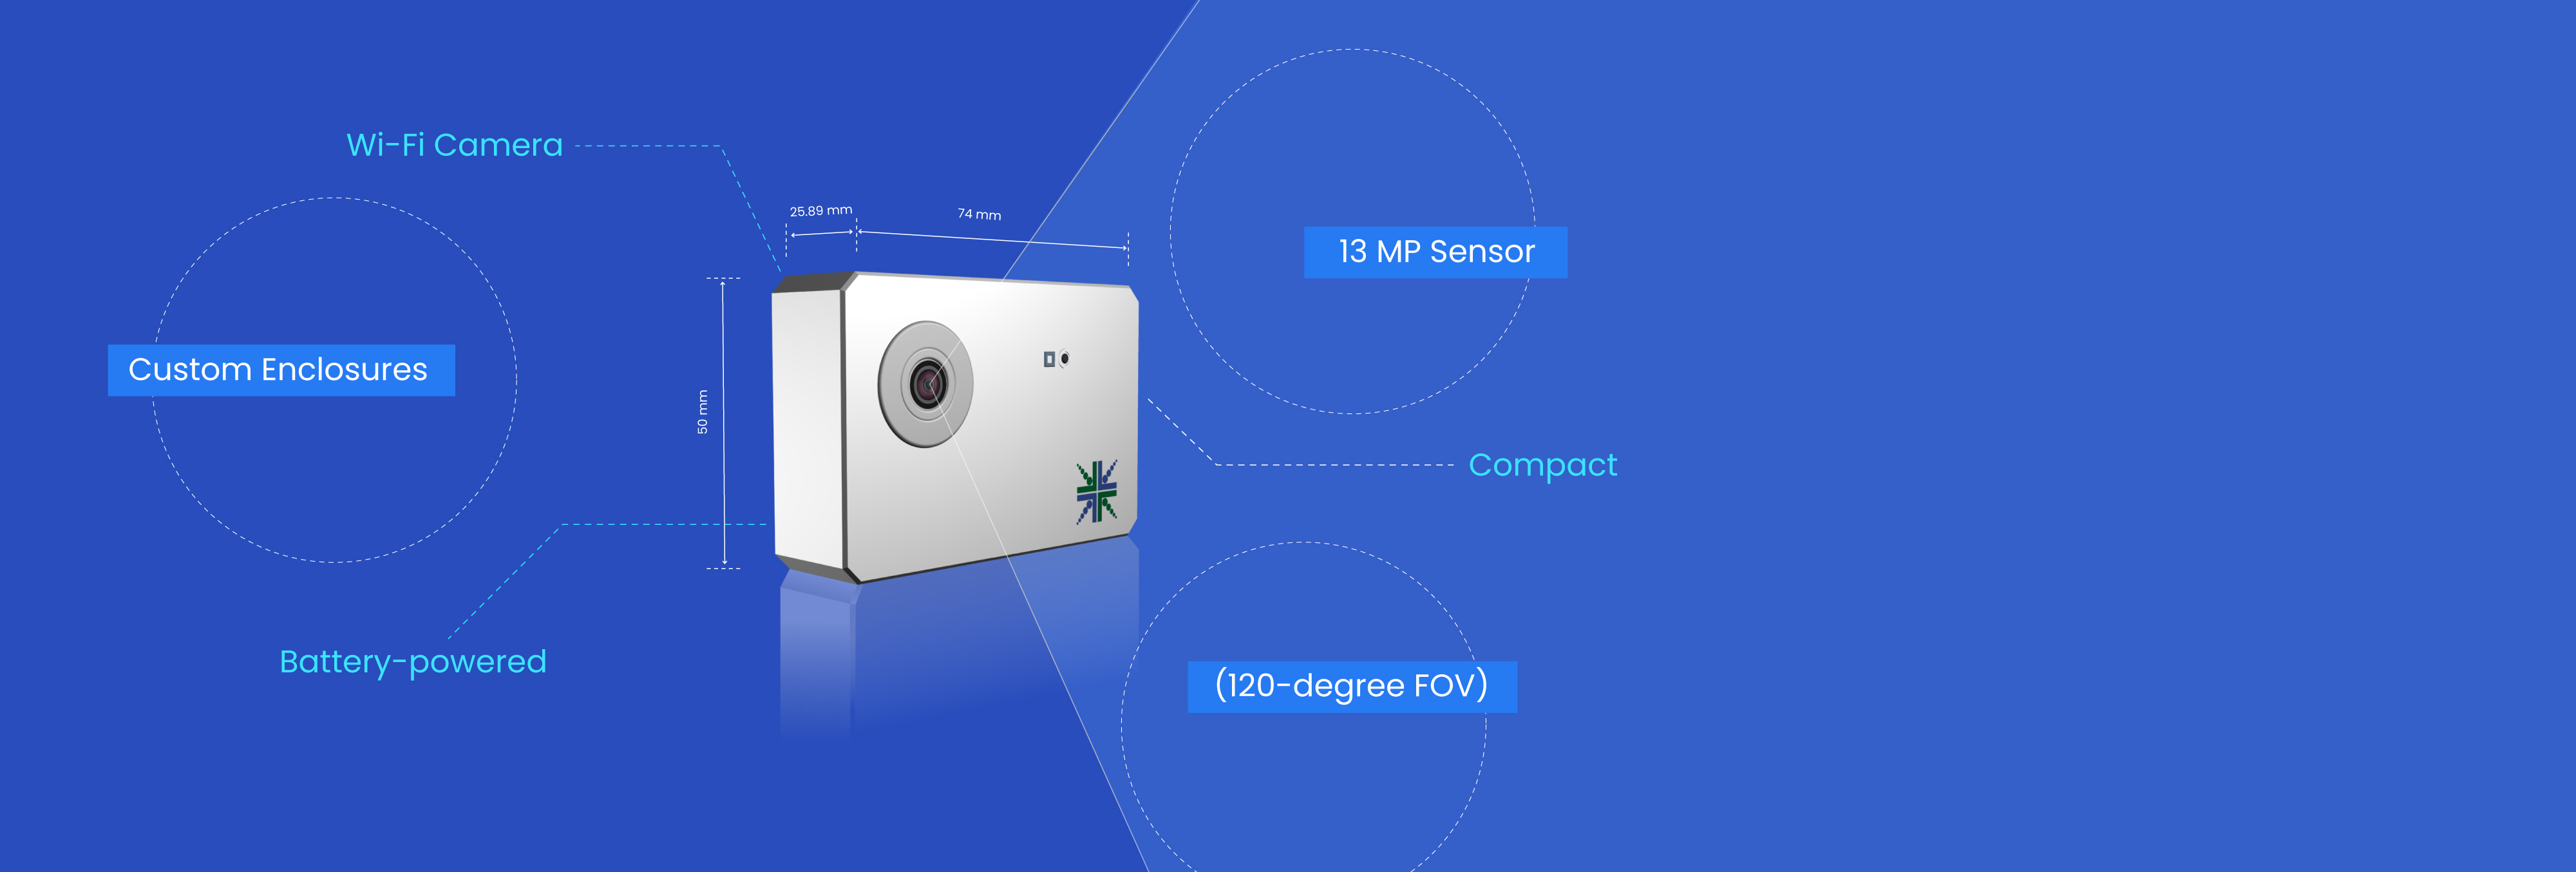 Wi-Fi Camera
25.89 mm
74 mm
13 MP Sensor
Custom Enclosures
50 mm
Compact
Battery-powered
(120-degree FOV)